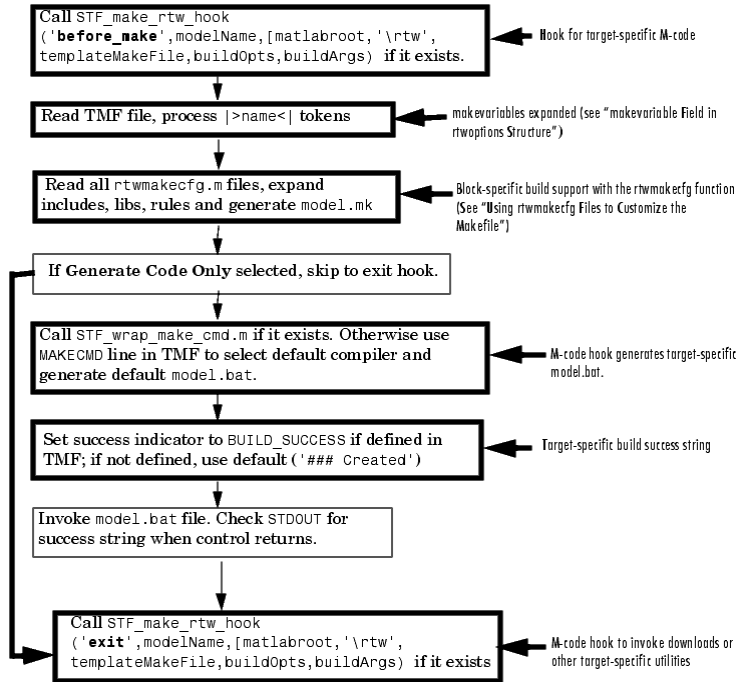 Call STF_make_rtw_hook
('before_make',modelName,[matlabroot,'\rtw',
templateMakeFile,buildOpts,buildArgs) if it exists.
Hook for target-specific M-code
Read TMF file, process |>name<| tokens
makevariables expanded (see "makevariable Field in
rtwoptions Structure")
Read all rtwmakecfg.m files, expand
includes, libs, rules and generate model.mk
Block-specific build support with the rtwmakecfg function
(See "Using rtwmakecfg Files to Customize the
Makefile")
If Generate Code Only selected, skip to exit hook.
Call STF_wrap_make_cmd.m if it exists. Otherwise use
MAKECMD line in TMF to select default compiler and
generate default model.bat.
M-code hook generates target-specific
model.bat.
Set success indicator to BUILD_SUCCESS if defined in
TMF; if not defined, use default ('### Created')
Target-specific build success string
Invoke model.bat file. Check STDOUT for
success string when control returns.
Call STF_make_rtw_hook
('exit',modelName,[matlabroot,'\rtw',
templateMakeFile,buildOpts,buildArgs) if it exists
M-code hook to invoke downloads or
other target-specific utilities